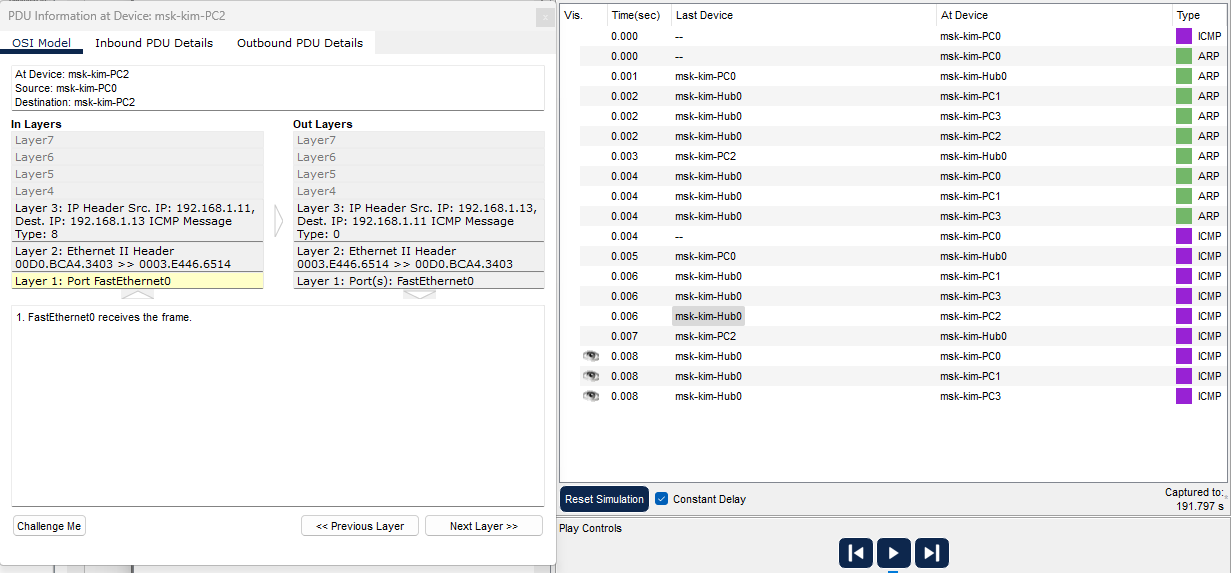 PDU Information at Device: msk-kim-PC2
x
OSI Model Inbound PDU Details Outbound PDU Details
At Device: msk-kim-PC2
Source: msk-kim-PC0
Destination: msk-kim-PC2
In Layers
Layer7
Layer6
Layer5
Layer4
Layer 3: IP Header Src. IP: 192.168.1.11,
Dest. IP: 192.168.1.13 ICMP Message
Type: 8
Layer 2: Ethernet II Header
00D0.BCA4.3403 >> 0003.E446.6514
Layer 1: Port FastEthernet0
Out Layers
Layer7
Layer6
Layer5
Layer4
Layer 3: IP Header Src. IP: 192.168.1.13,
Dest. IP: 192.168.1.11 ICMP Message
Type: 0
Layer 2: Ethernet II Header
0003.E446.6514 >> 00D0.BCA4.3403
Layer 1: Port(s): FastEthernet0
1. FastEthernet0 receives the frame.
Challenge Me << Previous Layer Next Layer >>
Vis. Time(sec) Last Device At Device Type
0.000 -- msk-kim-PC0 ICMP
0.000 -- msk-kim-PC0 ARP
0.001 msk-kim-PC0 msk-kim-Hub0 ARP
0.002 msk-kim-Hub0 msk-kim-PC1 ARP
0.002 msk-kim-Hub0 msk-kim-PC3 ARP
0.002 msk-kim-Hub0 msk-kim-PC2 ARP
0.003 msk-kim-PC2 msk-kim-Hub0 ARP
0.004 msk-kim-Hub0 msk-kim-PC0 ARP
0.004 msk-kim-Hub0 msk-kim-PC1 ARP
0.004 msk-kim-Hub0 msk-kim-PC3 ARP
0.004 -- msk-kim-PC0 ICMP
0.005 msk-kim-PC0 msk-kim-Hub0 ICMP
0.006 msk-kim-Hub0 msk-kim-PC1 ICMP
0.006 msk-kim-Hub0 msk-kim-PC3 ICMP
0.006 msk-kim-Hub0 msk-kim-PC2 ICMP
0.007 msk-kim-PC2 msk-kim-Hub0 ICMP
0.008 msk-kim-Hub0 msk-kim-PC0 ICMP
0.008 msk-kim-Hub0 msk-kim-PC1 ICMP
0.008 msk-kim-Hub0 msk-kim-PC3 ICMP
Reset Simulation Constant Delay
Captured to:
191.797 s
Play Controls